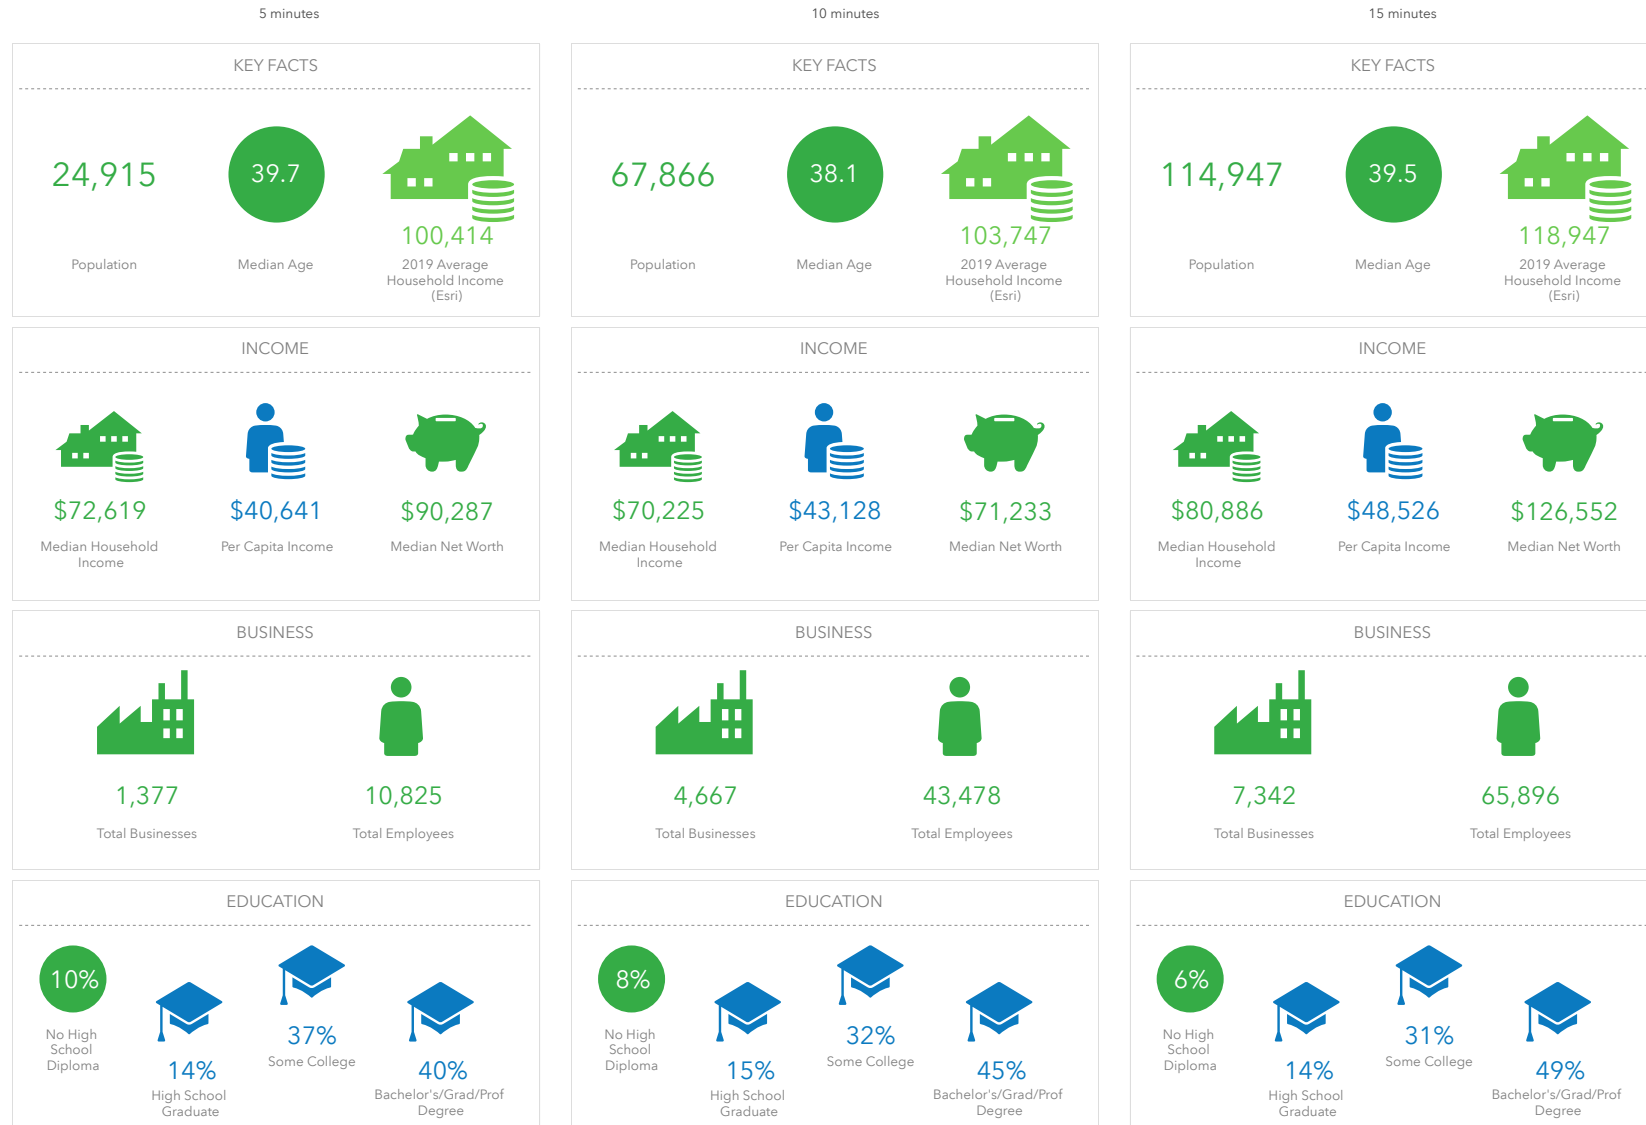 5 minutes
10 minutes
15 minutes
KEY FACTS
24,915
Population
39.7
Median Age
100,414
2019 Average
Household Income
(Esri)
KEY FACTS
67,866
Population
38.1
Median Age
103,747
2019 Average
Household Income
(Esri)
KEY FACTS
114,947
Population
39.5
Median Age
118,947
2019 Average
Household Income
(Esri)
INCOME
$72,619
Median Household
Income
$40,641
Per Capita Income
$90,287
Median Net Worth
INCOME
$70,225
Median Household
Income
$43,128
Per Capita Income
$71,233
Median Net Worth
INCOME
$80,886
Median Household
Income
$48,526
Per Capita Income
$126,552
Median Net Worth
BUSINESS
1,377
Total Businesses
10,825
Total Employees
BUSINESS
4,667
Total Businesses
43,478
Total Employees
BUSINESS
7,342
Total Businesses
65,896
Total Employees
EDUCATION
10%
No High
School
Diploma
14%
High School
Graduate
37%
Some College
40%
Bachelor's/Grad/Prof
Degree
EDUCATION
8%
No High
School
Diploma
15%
High School
Graduate
32%
Some College
45%
Bachelor's/Grad/Prof
Degree
EDUCATION
6%
No High
School
Diploma
14%
High School
Graduate
31%
Some College
49%
Bachelor's/Grad/Prof
Degree